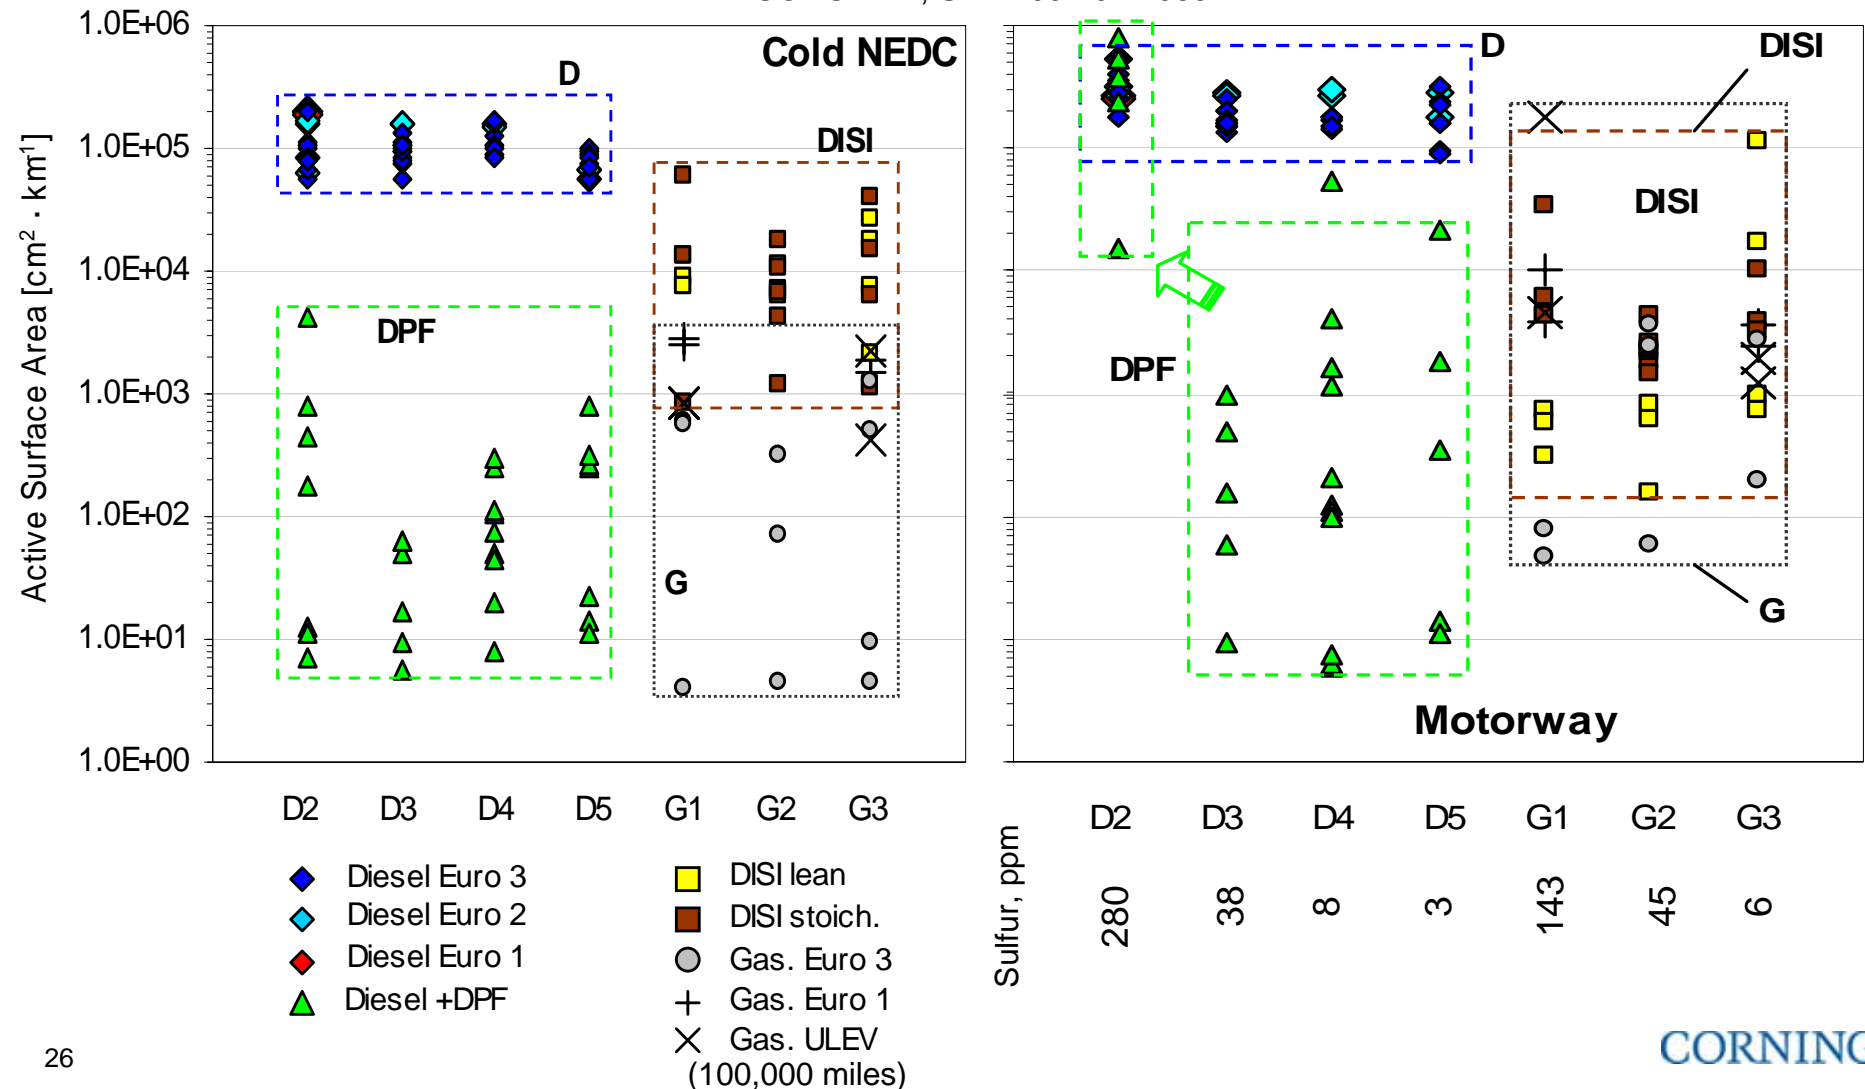 Cold NEDC
D
DISI
DPF
G
D
DISI
DISI
DPF
G
Motorway
Active Surface Area [cm² · km¹]
1.0E+06
1.0E+05
1.0E+04
1.0E+03
1.0E+02
1.0E+01
1.0E+00
D2 D3 D4 D5 G1 G2 G3
D2 D3 D4 D5 G1 G2 G3
Sulfur, ppm
280 38 8 3 143 45 6
Diesel Euro 3
Diesel Euro 2
Diesel Euro 1
Diesel +DPF
DISI lean
DISI stoich.
Gas. Euro 3
Gas. Euro 1
Gas. ULEV
(100,000 miles)
26
CORNING